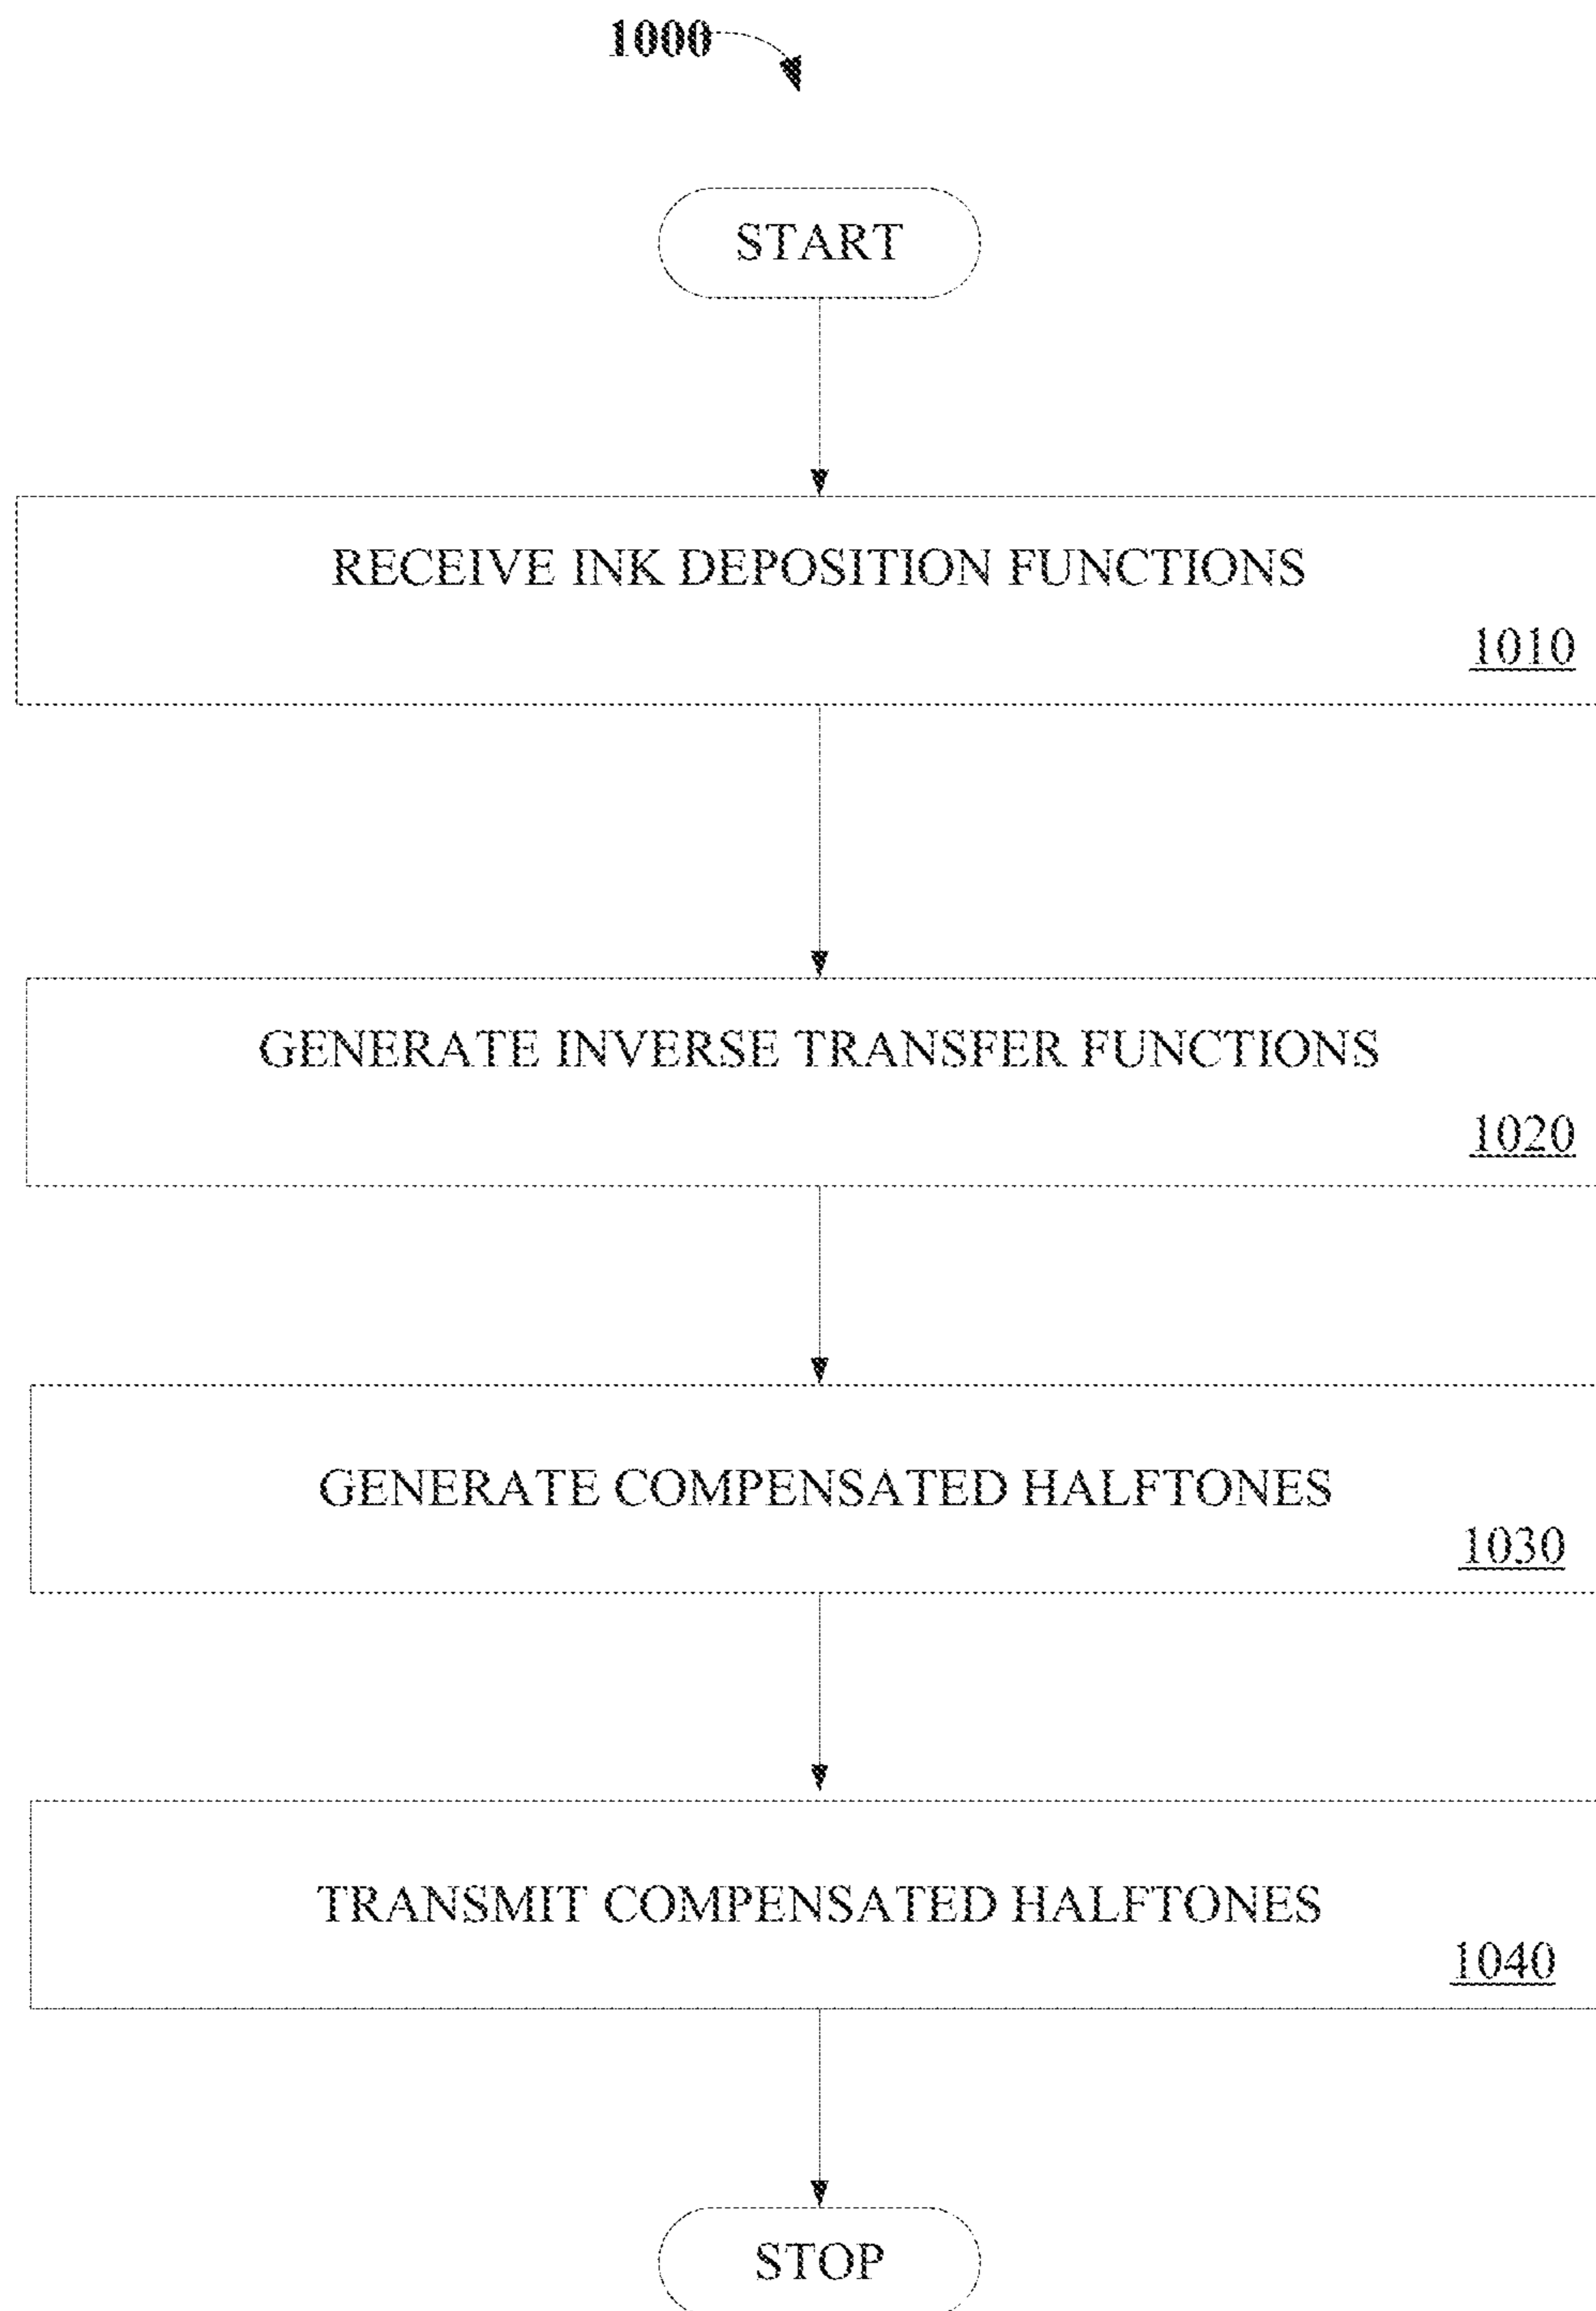 1000
START
RECEIVE INK DEPOSITION FUNCTIONS
1010
GENERATE INVERSE TRANSFER FUNCTIONS
1020
GENERATE COMPENSATED HALFTONES
1030
TRANSMIT COMPENSATED HALFTONES
1040
STOP